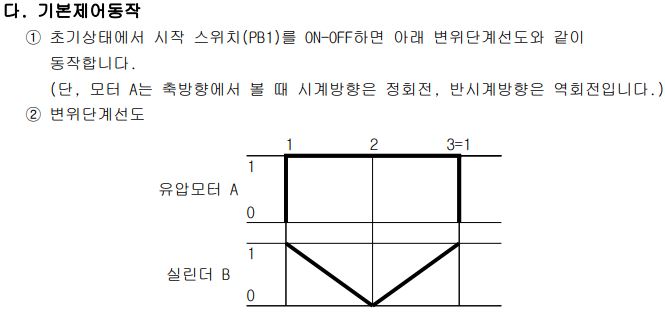 다. 기본제어동작
① 초기상태에서 시작 스위치(PB1)를 ON-OFF하면 아래 변위단계선도와 같이
동작합니다.
(단, 모터 A는 축방향에서 볼 때 시계방향은 정회전, 반시계방향은 역회전입니다.)
② 변위단계선도
1 2 3=1
1
유압모터 A
0
1
실린더 B
0